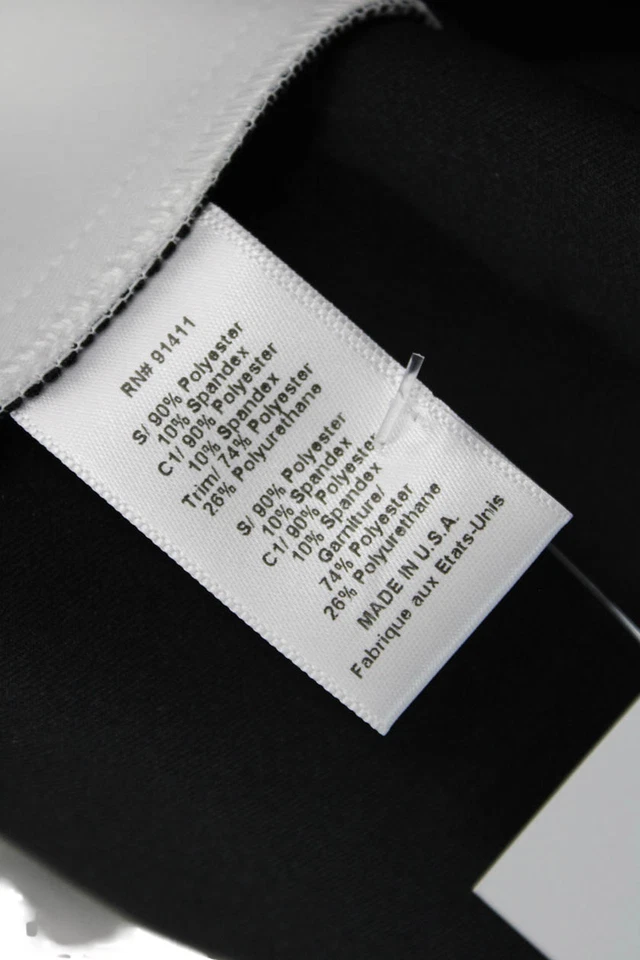 RN# 91411
S/ 90% Polyester
10% Spandex
C1/ 90% Polyester
10% Spandex
Trim/ 74% Polyester
26% Polyurethane
S/ 90% Polyester
10% Spandex
C1/ 90% Polyester
10% Spandex
Garniture/
74% Polyester
26% Polyurethane
MADE IN U.S.A.
Fabrique aux Etats-Unis